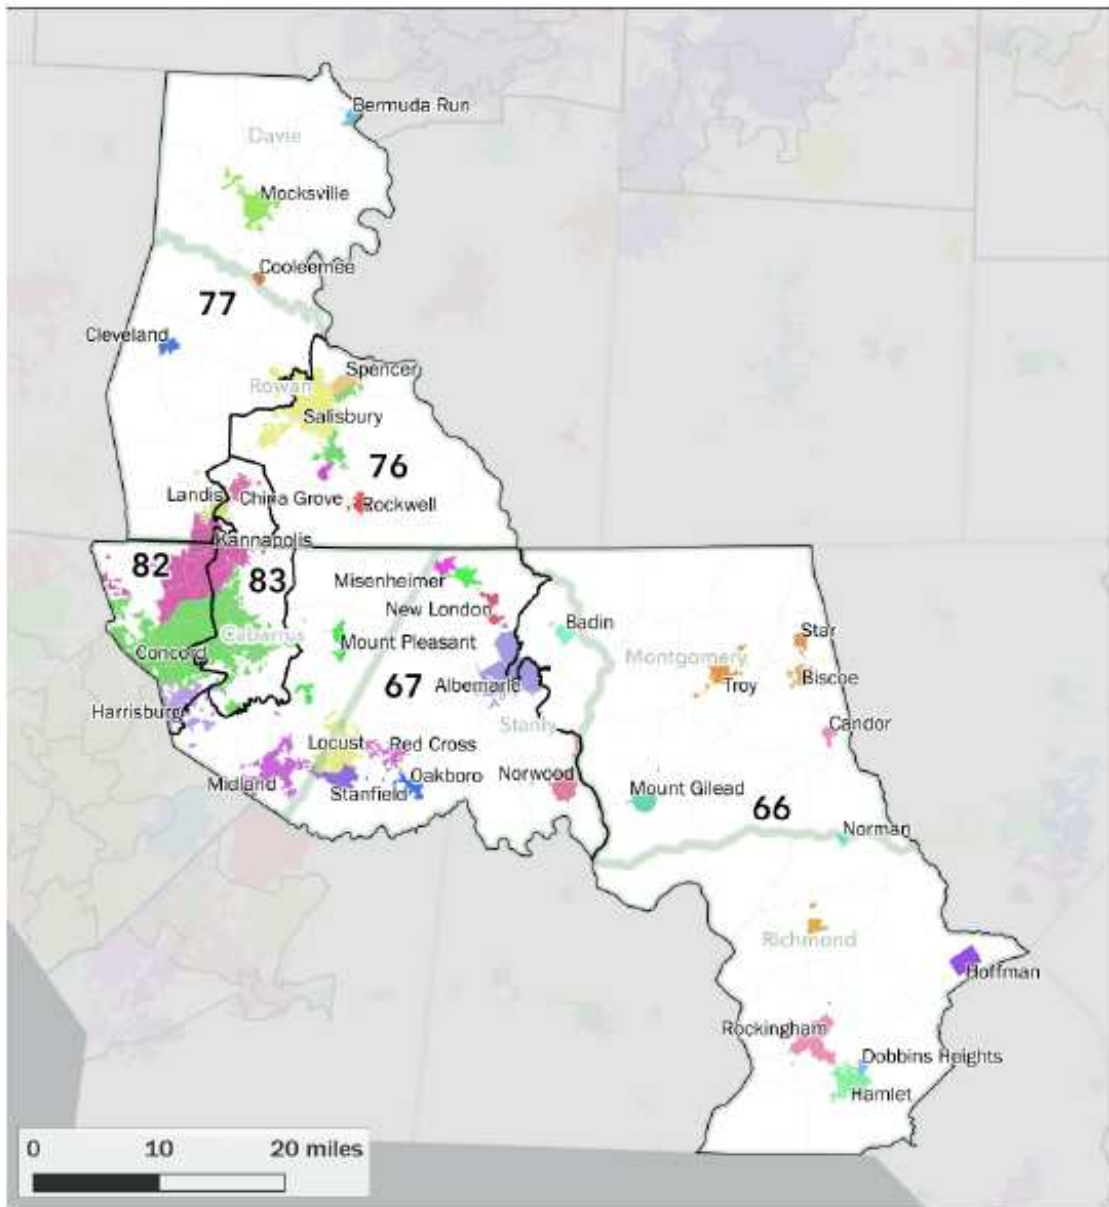 Bermuda Run
Davie
Mocksville
Cooleemee
77
Cleveland
Spencer
Rowan
Salisbury
76
Landis
China Grove
Rockwell
Kannapolis
82
83
Misenheimer
New London
Badin
Star
Cabarrus
Mount Pleasant
Montgomery
Concord
Albemarle
Troy
Biscoe
67
Harrisburg
Stanly
Candor
Locust
Red Cross
Midland
Oakboro
Norwood
Stanfield
Mount Gilead
66
Norman
Richmond
Hoffman
Rockingham
Dobbins Heights
Hamlet
0 10 20 miles